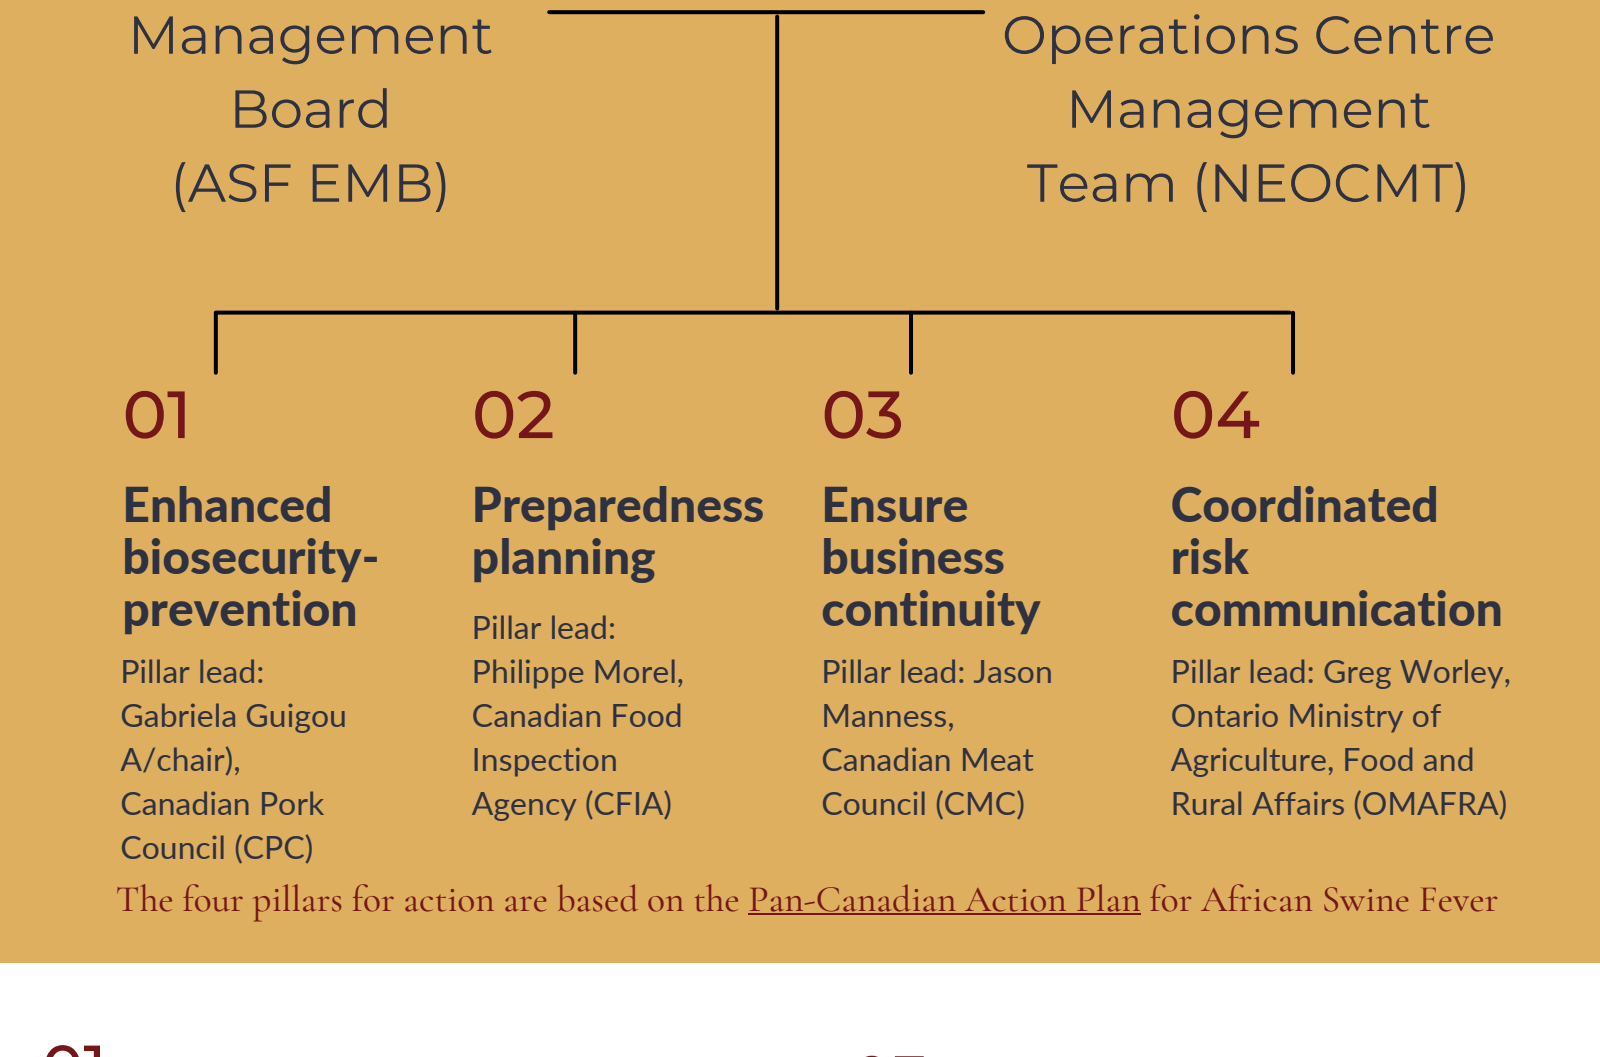 Management
Board
(ASF EMB)
Operations Centre
Management
Team (NEOCMT)
01
Enhanced
biosecurity-
prevention
Pillar lead:
Gabriela Guigou
A/chair),
Canadian Pork
Council (CPC)
02
Preparedness
planning
Pillar lead:
Philippe Morel,
Canadian Food
Inspection
Agency (CFIA)
03
Ensure
business
continuity
Pillar lead: Jason
Manness,
Canadian Meat
Council (CMC)
04
Coordinated
risk
communication
Pillar lead: Greg Worley,
Ontario Ministry of
Agriculture, Food and
Rural Affairs (OMAFRA)
The four pillars for action are based on the Pan-Canadian Action Plan for African Swine Fever